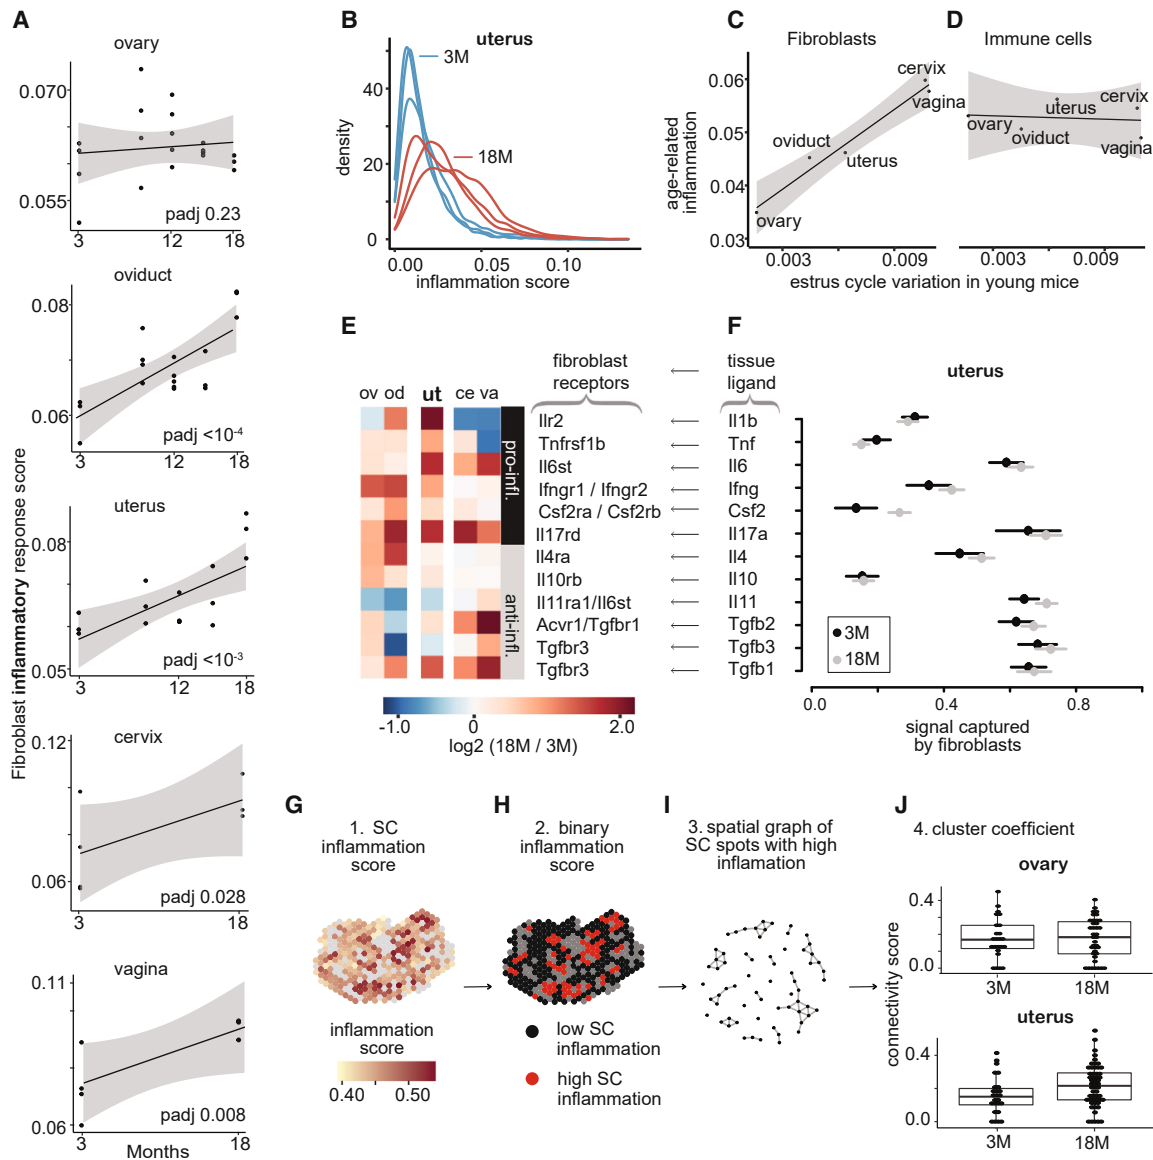 A
ovary
0.070
0.055
padj 0.23
3
12
18
oviduct
0.08
0.06
padj <10-4
3
12
18
uterus
0.08
0.05
padj <10-3
3
12
18
cervix
0.12
0.06
padj 0.028
3
18
vagina
0.11
0.06
padj 0.008
3
18
Months
Fibroblast inflammatory response score
B
uterus
3M
18M
density
40
20
0
0.00
0.05
0.10
inflammation score
C
Fibroblasts
age-related
inflammation
0.06
0.05
0.04
0.03
cervix
vagina
oviduct
uterus
ovary
0.003
0.009
D
Immune cells
ovary
oviduct
uterus
cervix
vagina
0.003
0.009
estrus cycle variation in young mice
E
fibroblast
receptors
ov od ut ce va
pro-infl.
anti-infl.
Ilr2
Tnfrsf1b
Il6st
Ifngr1 / Ifngr2
Csf2ra / Csf2rb
Il17rd
Il4ra
Il10rb
Il11ra1/Il6st
Acvr1/Tgfbr1
Tgfbr3
Tgfbr3
-1.0
0
2.0
log2 (18M / 3M)
tissue
ligand
Il1b
Tnf
Il6
Ifng
Csf2
Il17a
Il4
Il10
Il11
Tgfb2
Tgfb3
Tgfb1
F
uterus
3M
18M
0.0
0.4
0.8
signal captured
by fibroblasts
G
1. SC
inflammation
score
inflammation
score
0.40
0.50
H
2. binary
inflammation
score
low SC
inflammation
high SC
inflammation
I
3. spatial graph of
SC spots with high
inflamation
J
4. cluster coefficient
connectivity score
ovary
0.4
0.0
3M
18M
uterus
0.4
0.0
3M
18M